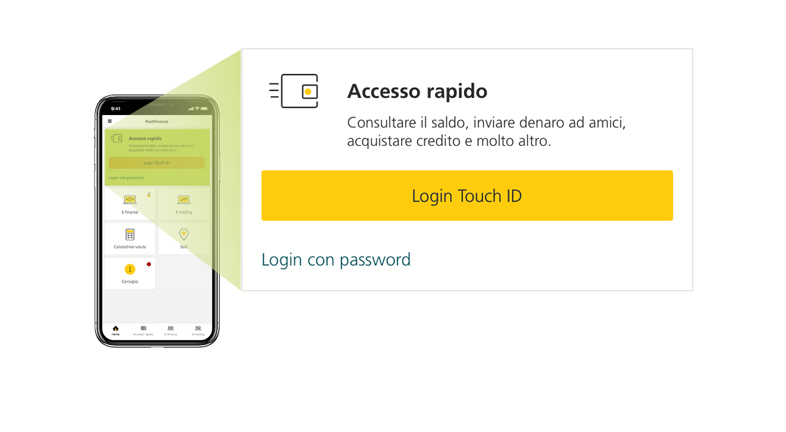 9:41
PostFinance
Accesso rapido
Consultare il saldo, inviare denaro ad amici,
acquistare credito e molto altro.
Login Touch ID
Login con password
E-finance
E-trading
Calcolatrice valute
Sedi
Consiglio
Home
Accesso rapido
E-finance
E-trading
Accesso rapido
Consultare il saldo, inviare denaro ad amici,
acquistare credito e molto altro.
Login Touch ID
Login con password